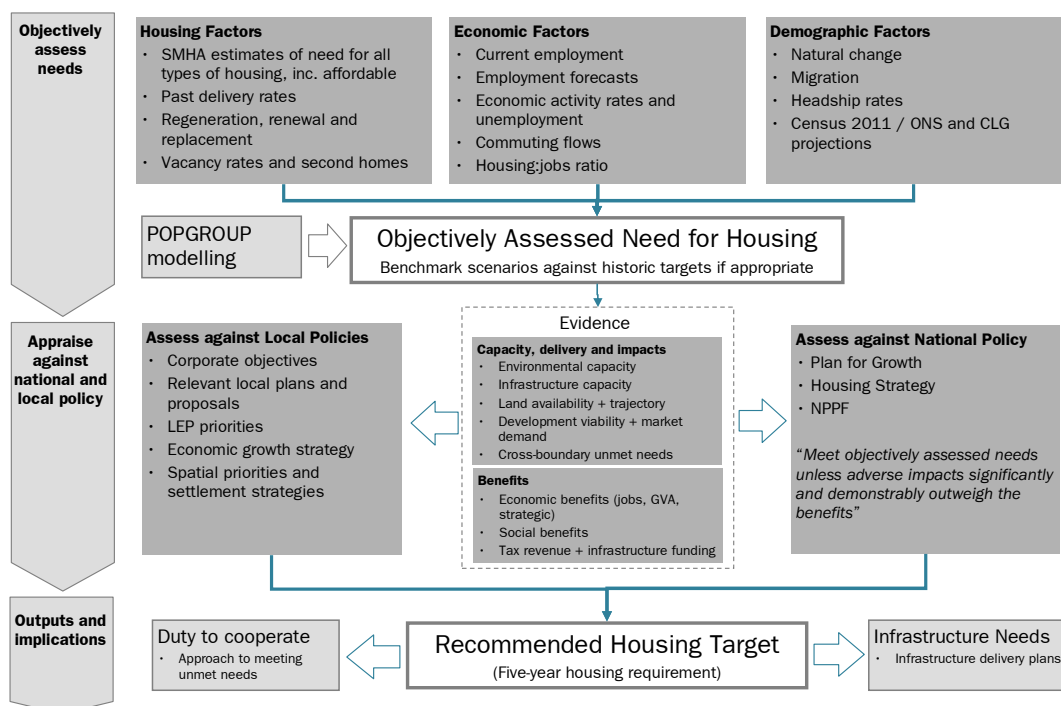 Objectively
assess
needs
Housing Factors
• SMHA estimates of need for all
types of housing, inc. affordable
• Past delivery rates
• Regeneration, renewal and
replacement
• Vacancy rates and second homes
Economic Factors
• Current employment
• Employment forecasts
• Economic activity rates and
unemployment
• Commuting flows
• Housing:jobs ratio
Demographic Factors
• Natural change
• Migration
• Headship rates
• Census 2011 / ONS and CLG
projections
POPGROUP
modelling
Objectively Assessed Need for Housing
Benchmark scenarios against historic targets if appropriate
Appraise
against
national and
local policy
Assess against Local Policies
• Corporate objectives
• Relevant local plans and
proposals
• LEP priorities
• Economic growth strategy
• Spatial priorities and
settlement strategies
Evidence
Capacity, delivery and impacts
• Environmental capacity
• Infrastructure capacity
• Land availability + trajectory
• Development viability + market
demand
• Cross-boundary unmet needs
Benefits
• Economic benefits (jobs, GVA,
strategic)
• Social benefits
• Tax revenue + infrastructure funding
Assess against National Policy
• Plan for Growth
• Housing Strategy
• NPPF
“Meet objectively assessed needs
unless adverse impacts significantly
and demonstrably outweigh the
benefits”
Outputs and
implications
Duty to cooperate
• Approach to meeting
unmet needs
Recommended Housing Target
(Five-year housing requirement)
Infrastructure Needs
• Infrastructure delivery plans